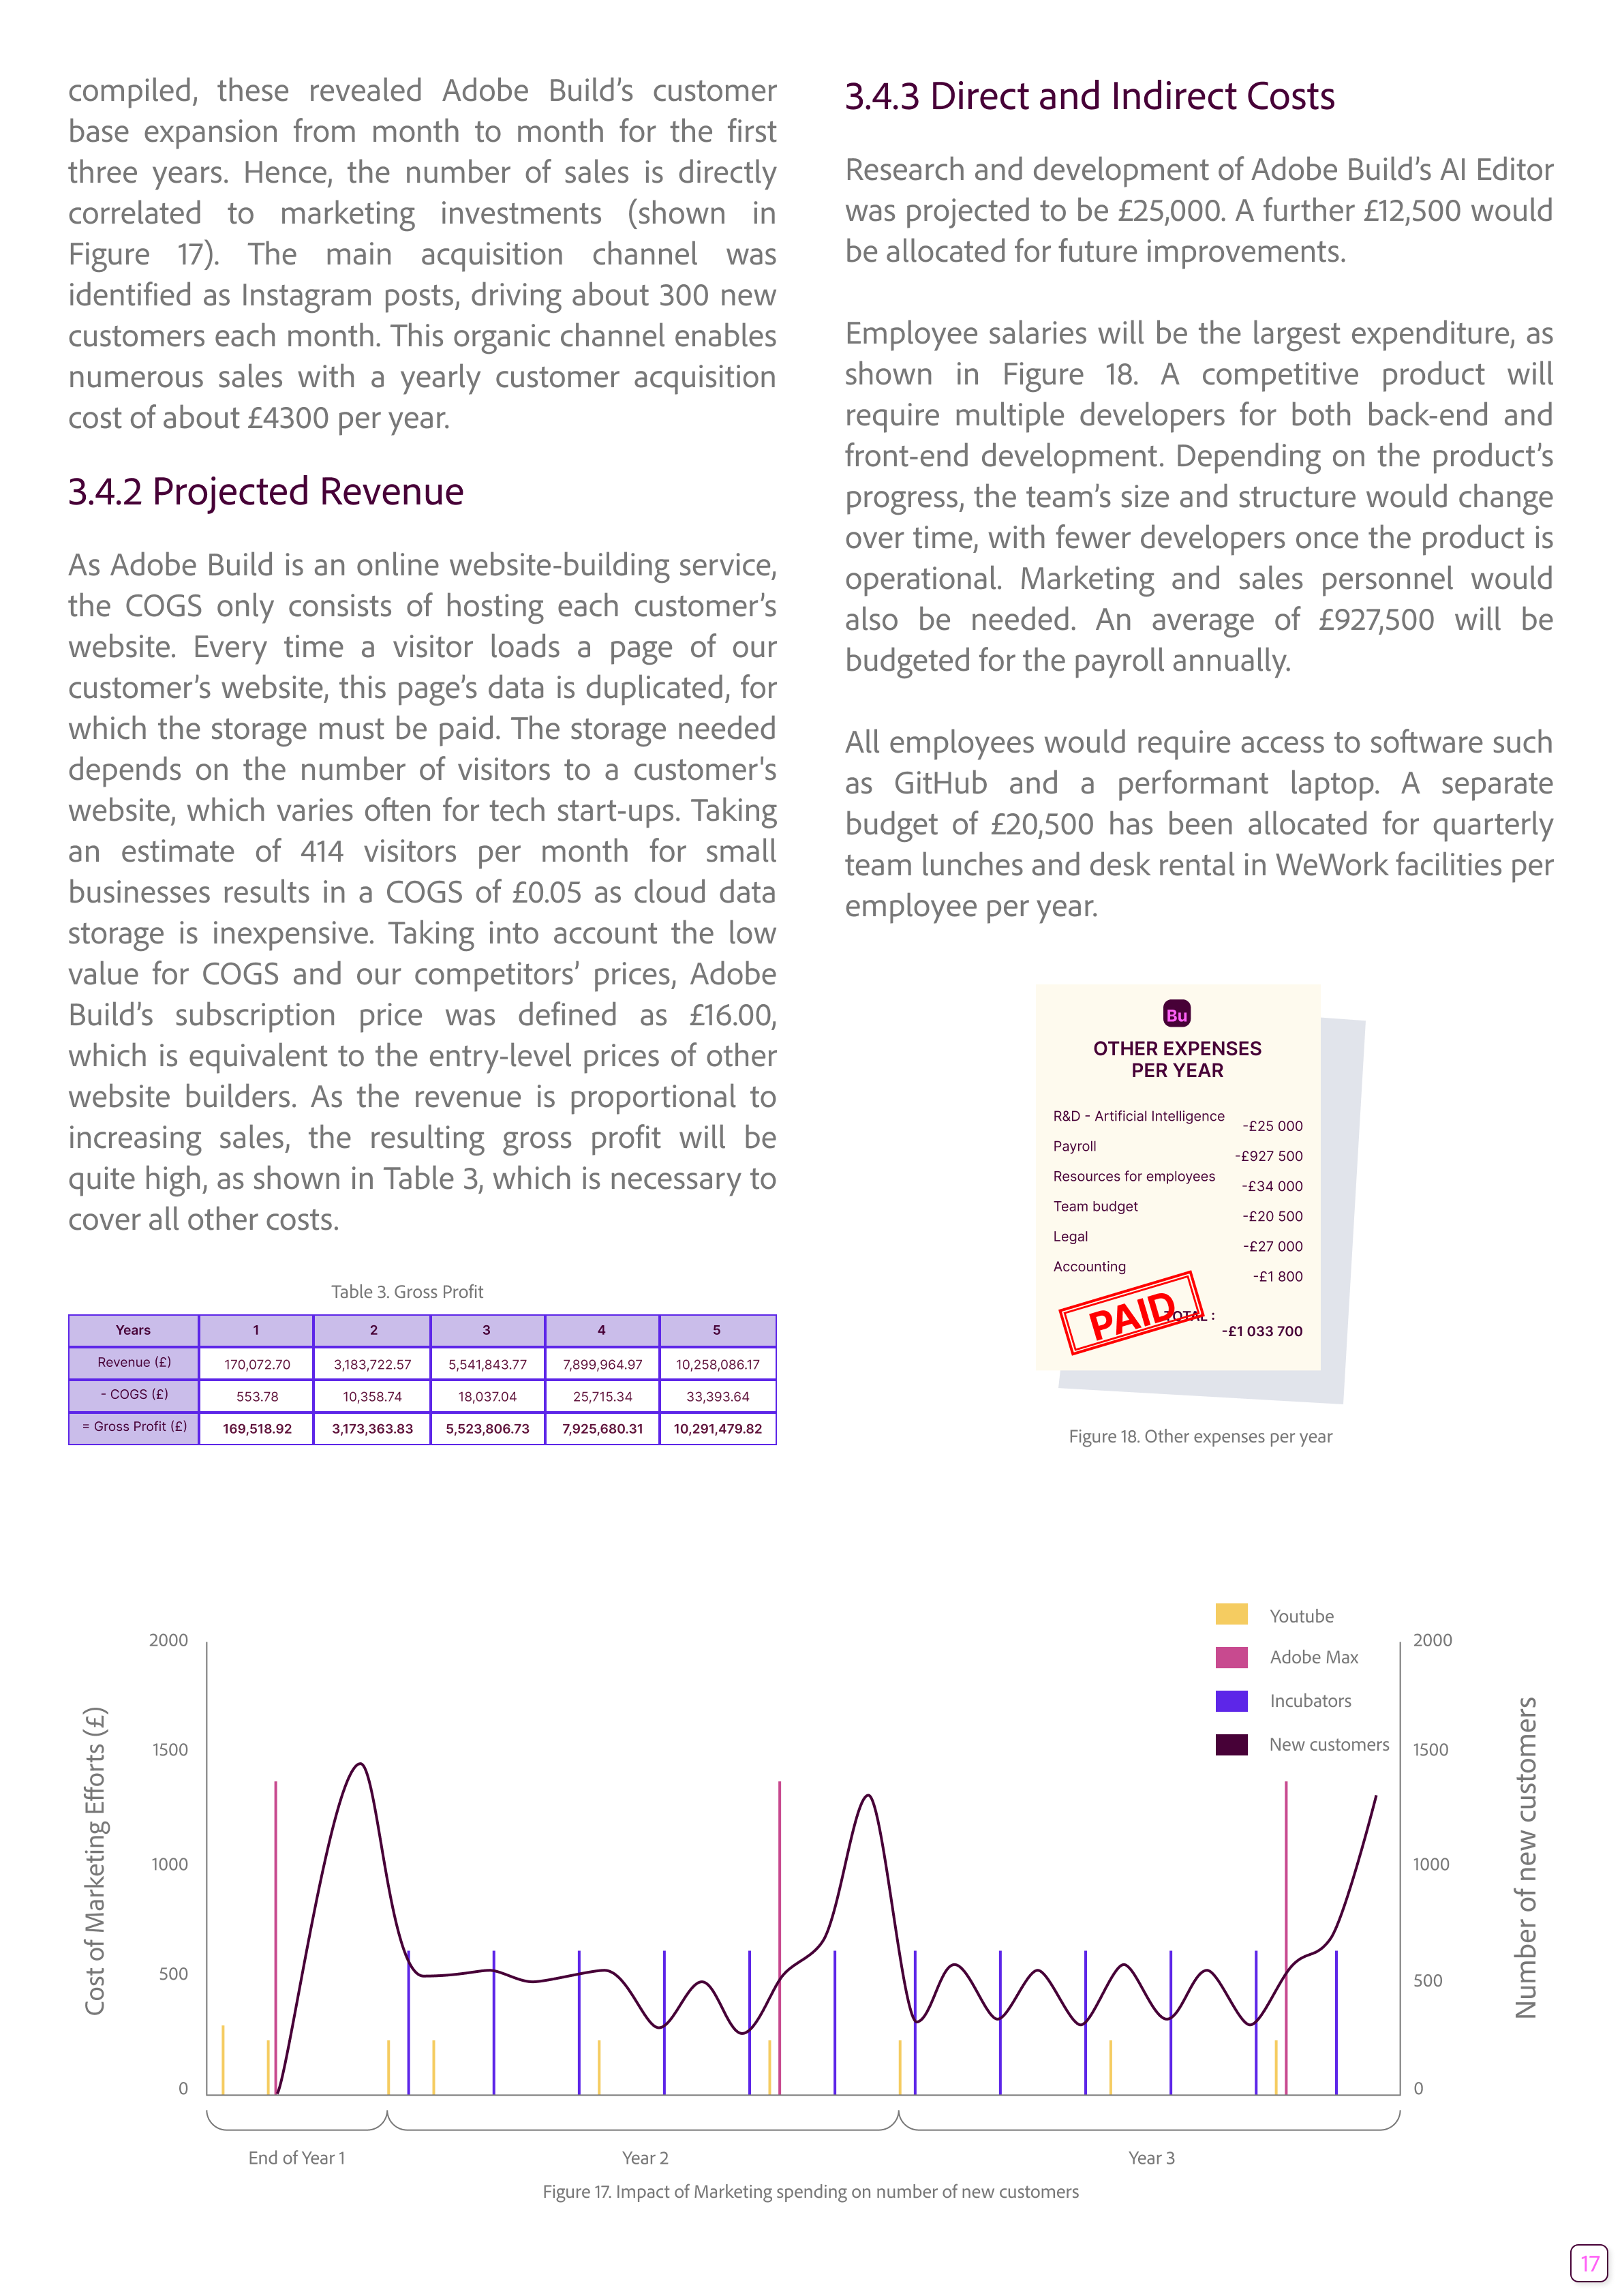 compiled, these revealed Adobe Build’s customer
base expansion from month to month for the first
three years. Hence, the number of sales is directly
correlated to marketing investments (shown in
Figure 17). The main acquisition channel was
identified as Instagram posts, driving about 300 new
customers each month. This organic channel enables
numerous sales with a yearly customer acquisition
cost of about £4300 per year.
3.4.2 Projected Revenue
As Adobe Build is an online website-building service,
the COGS only consists of hosting each customer’s
website. Every time a visitor loads a page of our
customer’s website, this page’s data is duplicated, for
which the storage must be paid. The storage needed
depends on the number of visitors to a customer's
website, which varies often for tech start-ups. Taking
an estimate of 414 visitors per month for small
businesses results in a COGS of £0.05 as cloud data
storage is inexpensive. Taking into account the low
value for COGS and our competitors’ prices, Adobe
Build’s subscription price was defined as £16.00,
which is equivalent to the entry-level prices of other
website builders. As the revenue is proportional to
increasing sales, the resulting gross profit will be
quite high, as shown in Table 3, which is necessary to
cover all other costs.
Table 3. Gross Profit
Years 1 2 3 4 5
Revenue (£) 170,072.70 3,183,722.57 5,541,843.77 7,899,964.97 10,258,086.17
- COGS (£) 553.78 10,358.74 18,037.04 25,715.34 33,393.64
= Gross Profit (£) 169,518.92 3,173,363.83 5,523,806.73 7,925,680.31 10,291,479.82
3.4.3 Direct and Indirect Costs
Research and development of Adobe Build’s AI Editor
was projected to be £25,000. A further £12,500 would
be allocated for future improvements.
Employee salaries will be the largest expenditure, as
shown in Figure 18. A competitive product will
require multiple developers for both back-end and
front-end development. Depending on the product’s
progress, the team’s size and structure would change
over time, with fewer developers once the product is
operational. Marketing and sales personnel would
also be needed. An average of £927,500 will be
budgeted for the payroll annually.
All employees would require access to software such
as GitHub and a performant laptop. A separate
budget of £20,500 has been allocated for quarterly
team lunches and desk rental in WeWork facilities per
employee per year.
Bu
OTHER EXPENSES
PER YEAR
R&D - Artificial Intelligence
-£25 000
Payroll
-£927 500
Resources for employees
-£34 000
Team budget
-£20 500
Legal
-£27 000
Accounting
-£1 800
PAID
TOTAL :
-£1 033 700
Figure 18. Other expenses per year
Cost of Marketing Efforts (£)
2000
1500
1000
500
0
Youtube
Adobe Max
Incubators
New customers
2000
1500
1000
500
0
Number of new customers
End of Year 1 Year 2 Year 3
Figure 17. Impact of Marketing spending on number of new customers
17